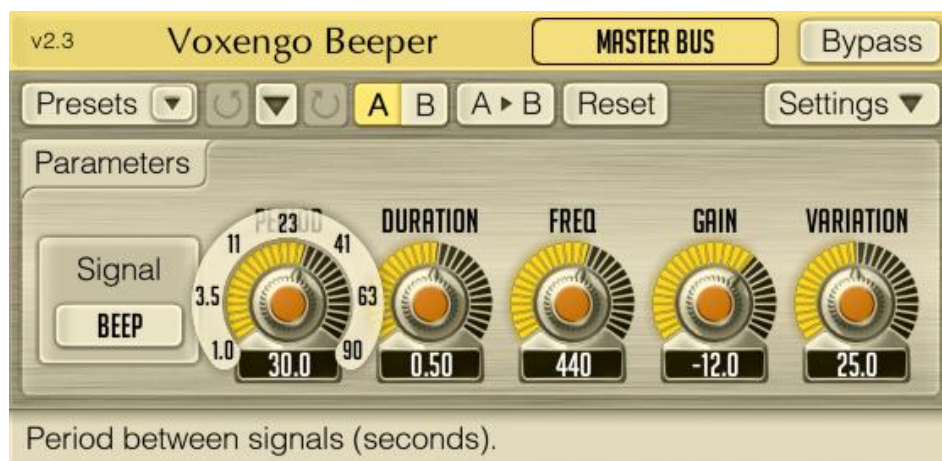 v2.3 Voxengo Beeper MASTER BUS Bypass
Presets A B A ▸ B Reset Settings
Parameters
PERIOD DURATION FREQ GAIN VARIATION
23
11 41
Signal
3.5 63
BEEP
1.0 90
30.0 0.50 440 -12.0 25.0
Period between signals (seconds).